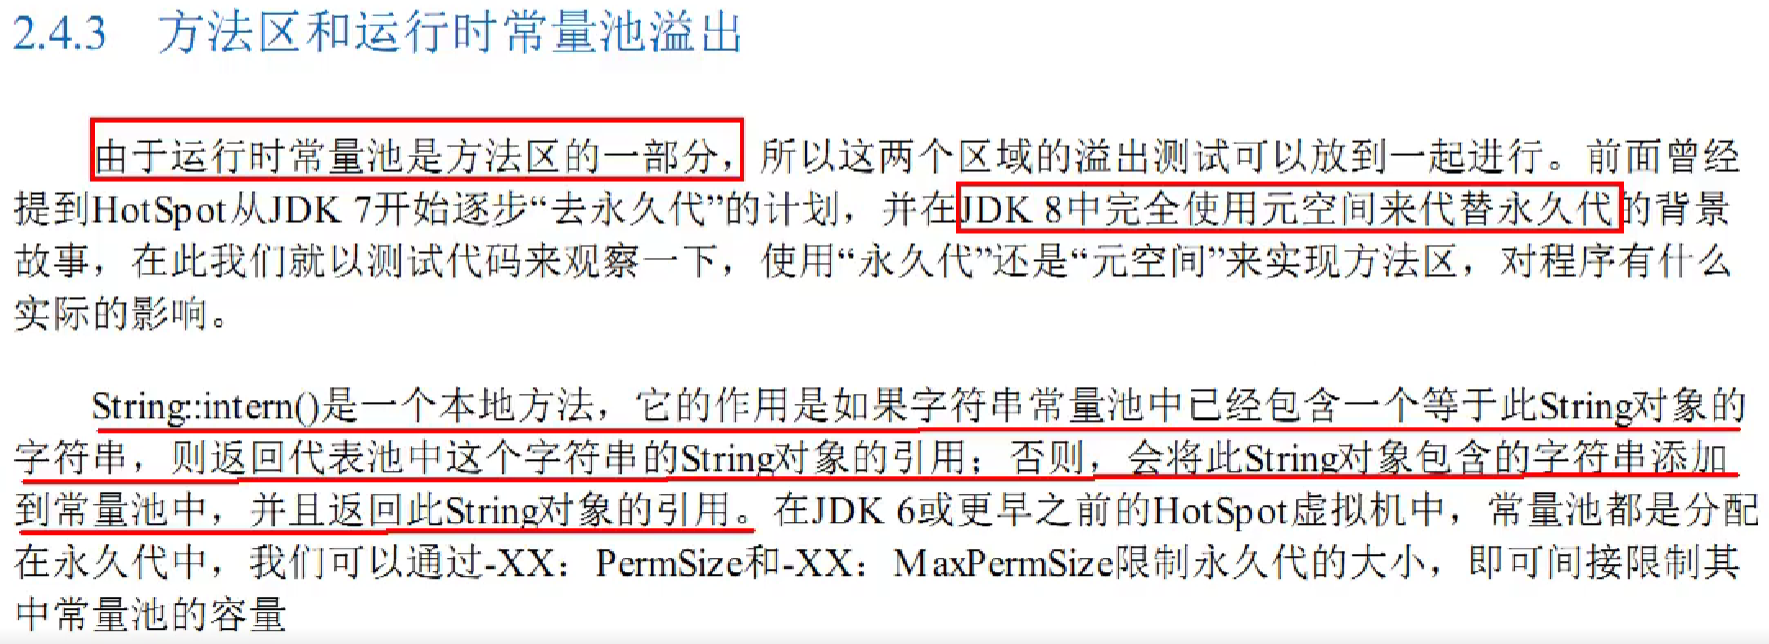 2.4.3 方法区和运行时常量池溢出
由于运行时常量池是方法区的一部分，所以这两个区域的溢出测试可以放到一起进行。前面曾经
提到HotSpot从JDK 7开始逐步“去永久代”的计划，并在JDK 8中完全使用元空间来代替永久代的背景
故事，在此我们就以测试代码来观察一下，使用“永久代”还是“元空间”来实现方法区，对程序有什么
实际的影响。
String::intern()是一个本地方法，它的作用是如果字符串常量池中已经包含一个等于此String对象的
字符串，则返回代表池中这个字符串的String对象的引用；否则，会将此String对象包含的字符串添加
到常量池中，并且返回此String对象的引用。在JDK 6或更早之前的HotSpot虚拟机中，常量池都是分配
在永久代中，我们可以通过-XX：PermSize和-XX：MaxPermSize限制永久代的大小，即可间接限制其
中常量池的容量